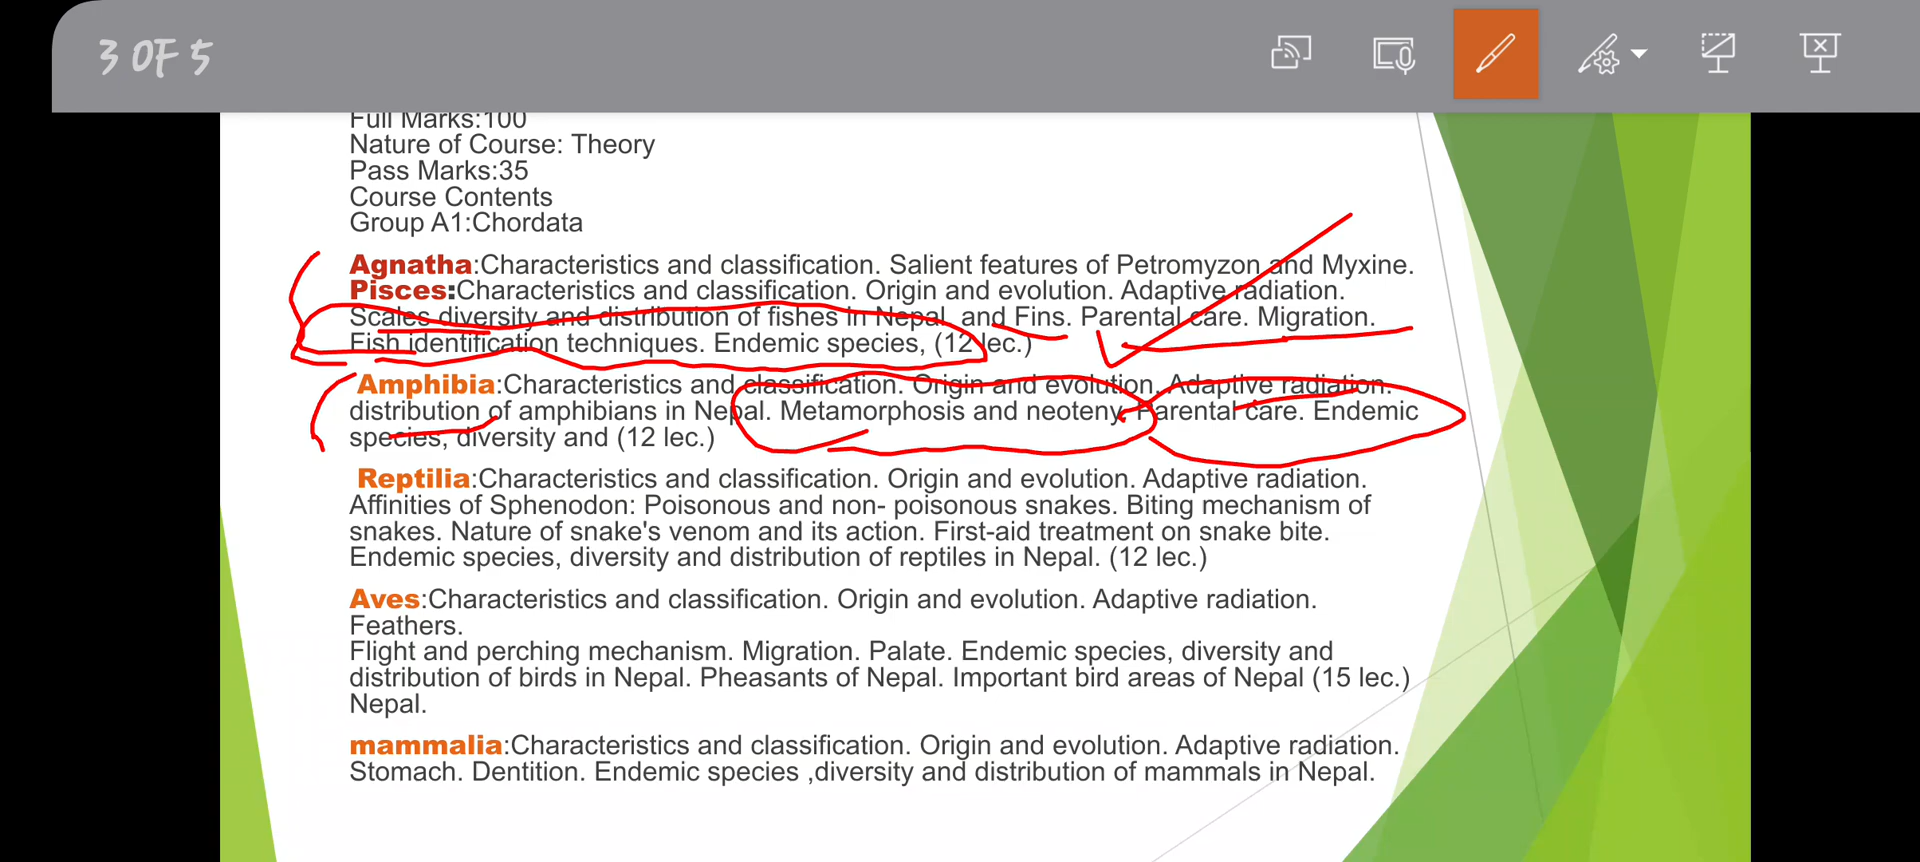 3 OF 5
Full Marks:100
Nature of Course: Theory
Pass Marks:35
Course Contents
Group A1:Chordata
Agnatha:Characteristics and classification. Salient features of Petromyzon and Myxine.
Pisces:Characteristics and classification. Origin and evolution. Adaptive radiation.
Scales diversity and distribution of fishes in Nepal, and Fins. Parental care. Migration.
Fish identification techniques. Endemic species, (12 lec.)
Amphibia:Characteristics and classification. Origin and evolution. Adaptive radiation.
distribution of amphibians in Nepal. Metamorphosis and neoteny. Parental care. Endemic
species, diversity and (12 lec.)
Reptilia:Characteristics and classification. Origin and evolution. Adaptive radiation.
Affinities of Sphenodon: Poisonous and non- poisonous snakes. Biting mechanism of
snakes. Nature of snake's venom and its action. First-aid treatment on snake bite.
Endemic species, diversity and distribution of reptiles in Nepal. (12 lec.)
Aves:Characteristics and classification. Origin and evolution. Adaptive radiation.
Feathers.
Flight and perching mechanism. Migration. Palate. Endemic species, diversity and
distribution of birds in Nepal. Pheasants of Nepal. Important bird areas of Nepal (15 lec.)
Nepal.
mammalia:Characteristics and classification. Origin and evolution. Adaptive radiation.
Stomach. Dentition. Endemic species ,diversity and distribution of mammals in Nepal.